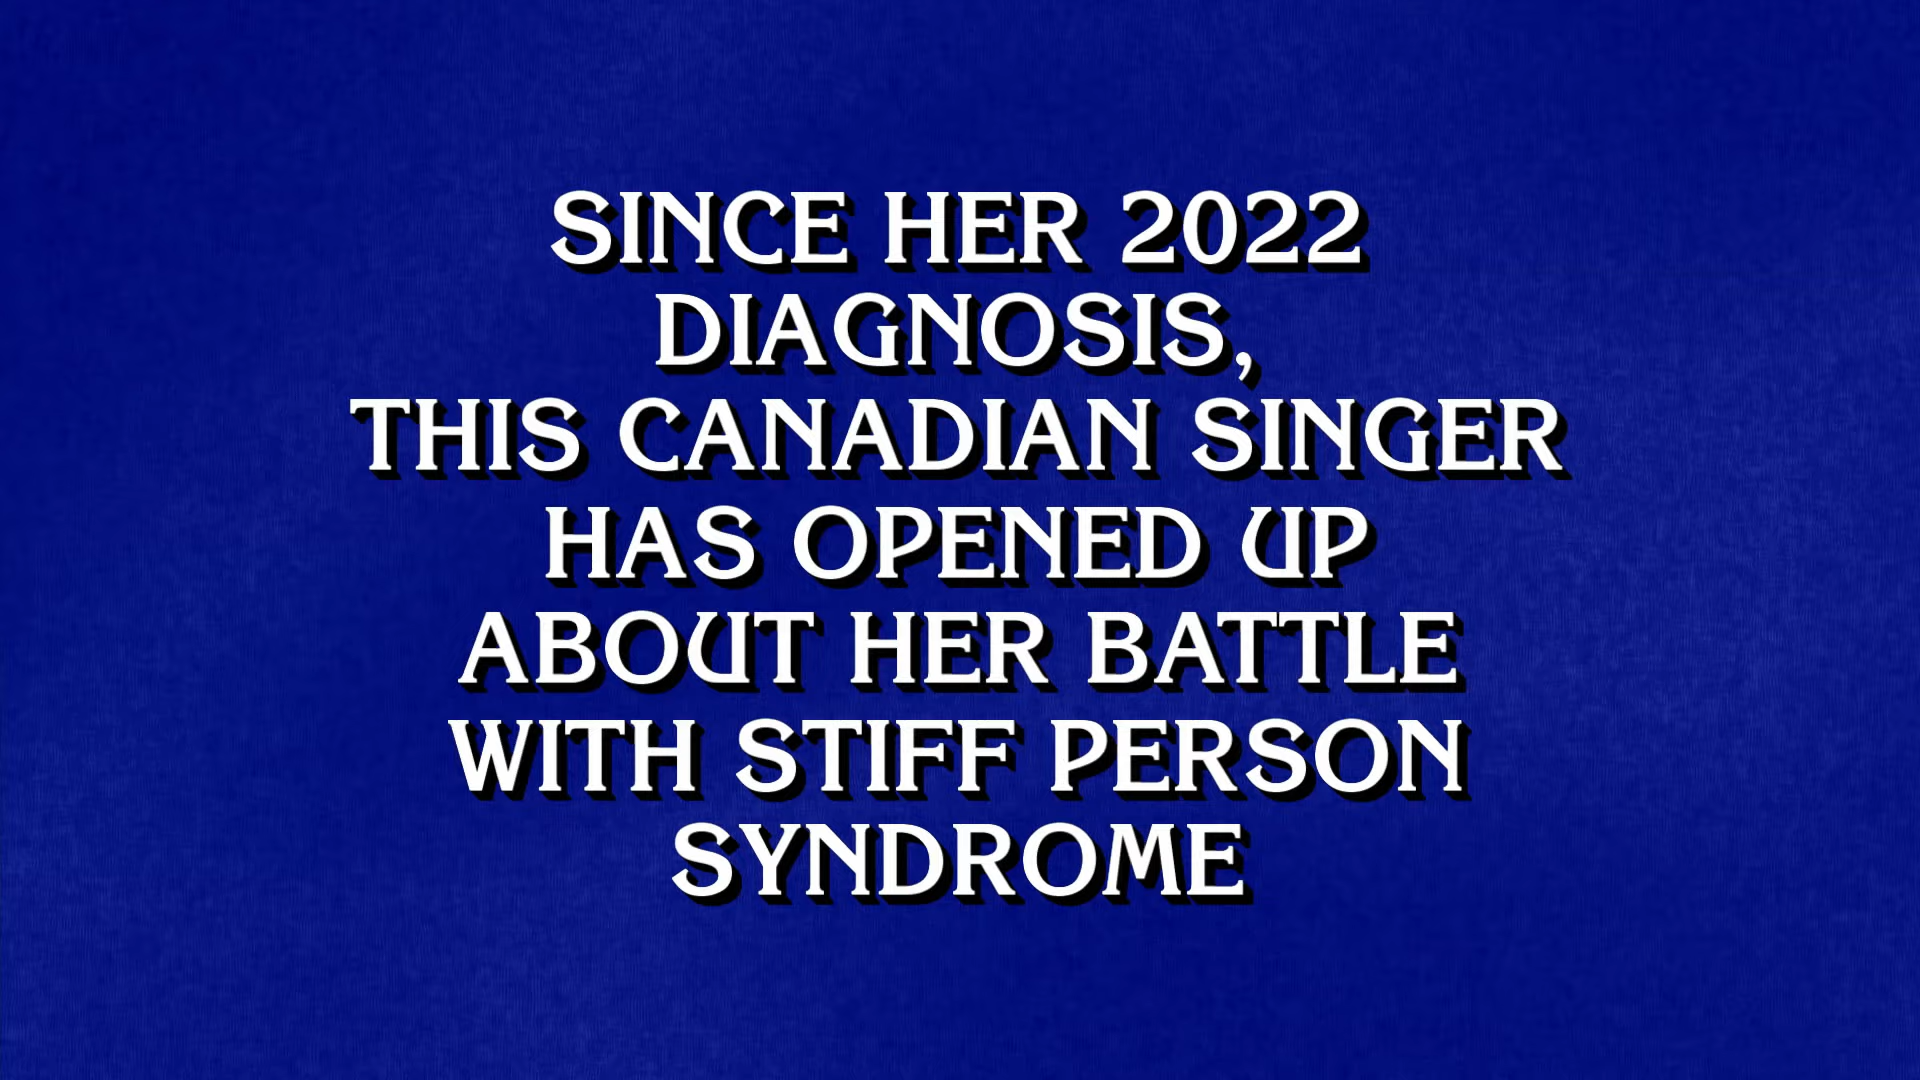 SINCE HER 2022
DIAGNOSIS,
THIS CANADIAN SINGER
HAS OPENED UP
ABOUT HER BATTLE
WITH STIFF PERSON
SYNDROME